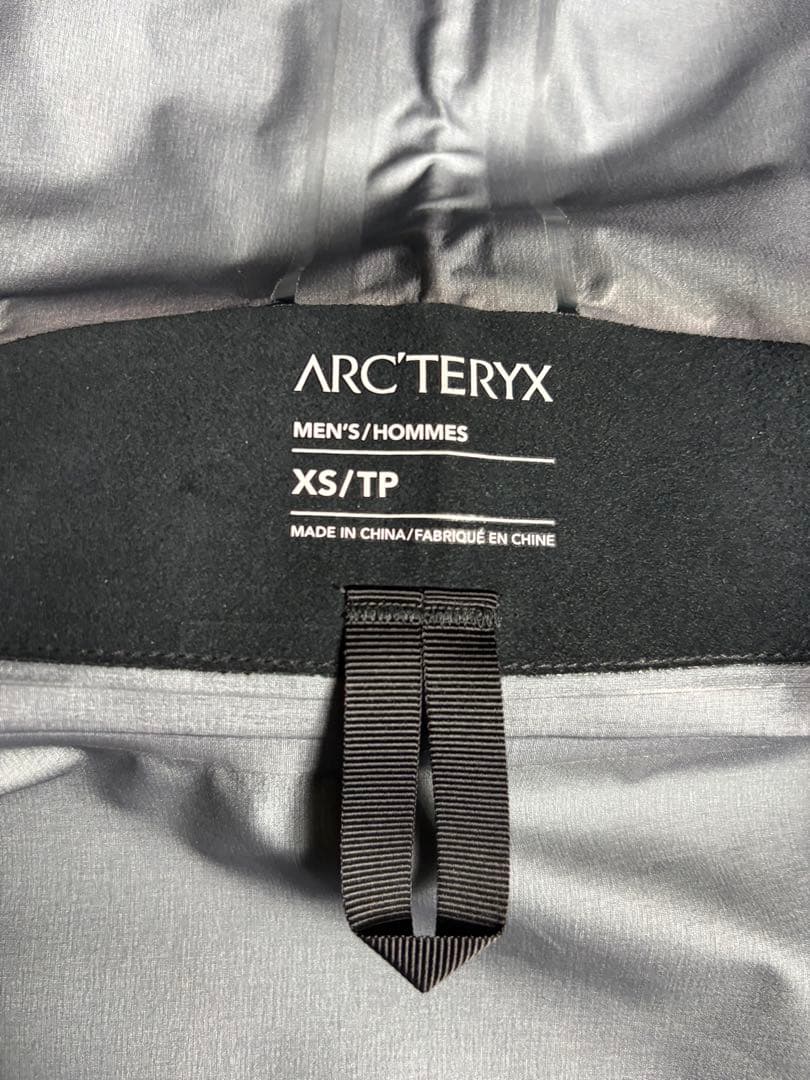 ARC'TERYX
MEN'S/HOMMES
XS/TP
MADE IN CHINA/FABRIQUÉ EN CHINE